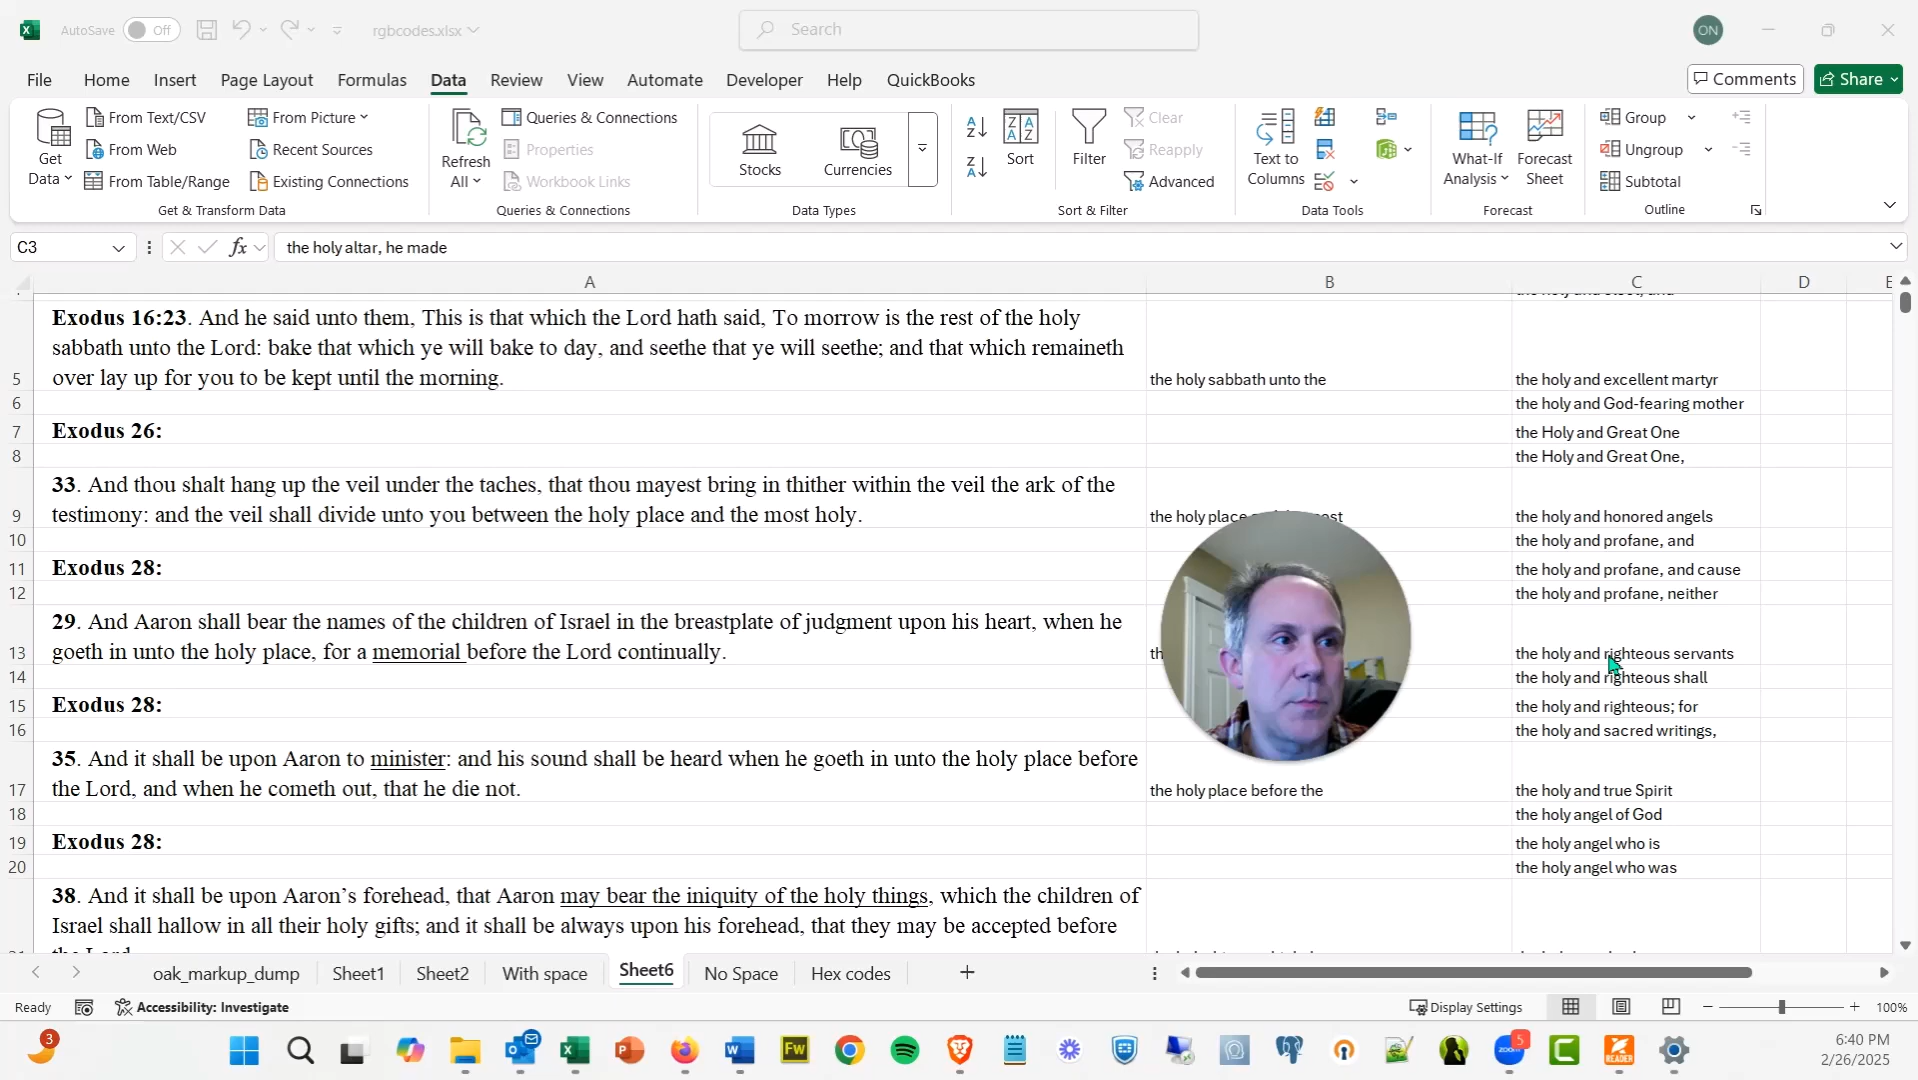 AutoSave Off rgbcodes.xlsx Search ON
File Home Insert Page Layout Formulas Data Review View Automate Developer Help QuickBooks Comments Share
Get Data From Text/CSV From Web From Table/Range From Picture Recent Sources Existing Connections
Refresh All Queries & Connections Properties Workbook Links
Stocks Currencies
Sort Filter Clear Reapply Advanced
Text to Columns
What-If Analysis Forecast Sheet
Group Ungroup Subtotal
Get & Transform Data Queries & Connections Data Types Sort & Filter Data Tools Forecast Outline
C3 fx the holy altar, he made
A B C D E
Exodus 16:23. And he said unto them, This is that which the Lord hath said, To morrow is the rest of the holy
sabbath unto the Lord: bake that which ye will bake to day, and seethe that ye will seethe; and that which remaineth
5 over lay up for you to be kept until the morning. the holy sabbath unto the the holy and excellent martyr
6 the holy and God-fearing mother
7 Exodus 26: the Holy and Great One
8 the Holy and Great One,
33. And thou shalt hang up the veil under the taches, that thou mayest bring in thither within the veil the ark of the
9 testimony: and the veil shall divide unto you between the holy place and the most holy. the holy place most the holy and honored angels
10 the holy and profane, and
11 Exodus 28: the holy and profane, and cause
12 the holy and profane, neither
29. And Aaron shall bear the names of the children of Israel in the breastplate of judgment upon his heart, when he
13 goeth in unto the holy place, for a memorial before the Lord continually. th the holy and righteous servants
14 the holy and righteous shall
15 Exodus 28: the holy and righteous; for
16 the holy and sacred writings,
35. And it shall be upon Aaron to minister: and his sound shall be heard when he goeth in unto the holy place before
17 the Lord, and when he cometh out, that he die not. the holy place before the the holy and true Spirit
18 the holy angel of God
19 Exodus 28: the holy angel who is
20 the holy angel who was
38. And it shall be upon Aaron’s forehead, that Aaron may bear the iniquity of the holy things, which the children of
Israel shall hallow in all their holy gifts; and it shall be always upon his forehead, that they may be accepted before
oak_markup_dump Sheet1 Sheet2 With space Sheet6 No Space Hex codes
Ready Accessibility: Investigate Display Settings 100%
3 Fw zoom 5 READER
6:40 PM
2/26/2025